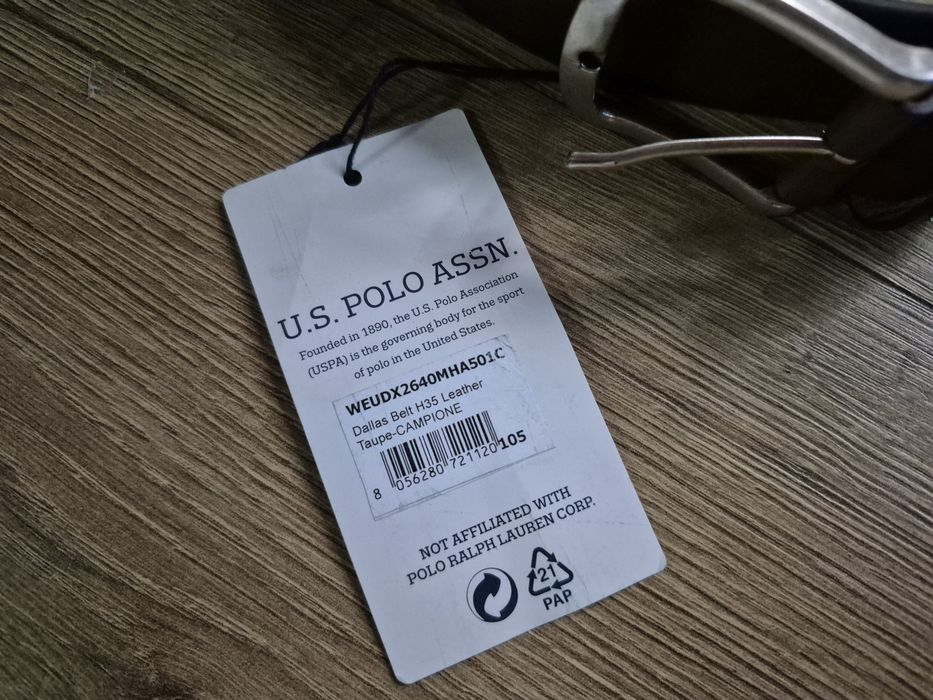 U.S. POLO ASSN.
Founded in 1890, the U.S. Polo Association
(USPA) is the governing body for the sport
of polo in the United States.
WEUDX2640MHA501C
Dallas Belt H35 Leather
Taupe-CAMPIONE
8 056280 721120 105
NOT AFFILIATED WITH
POLO RALPH LAUREN CORP.
21
PAP